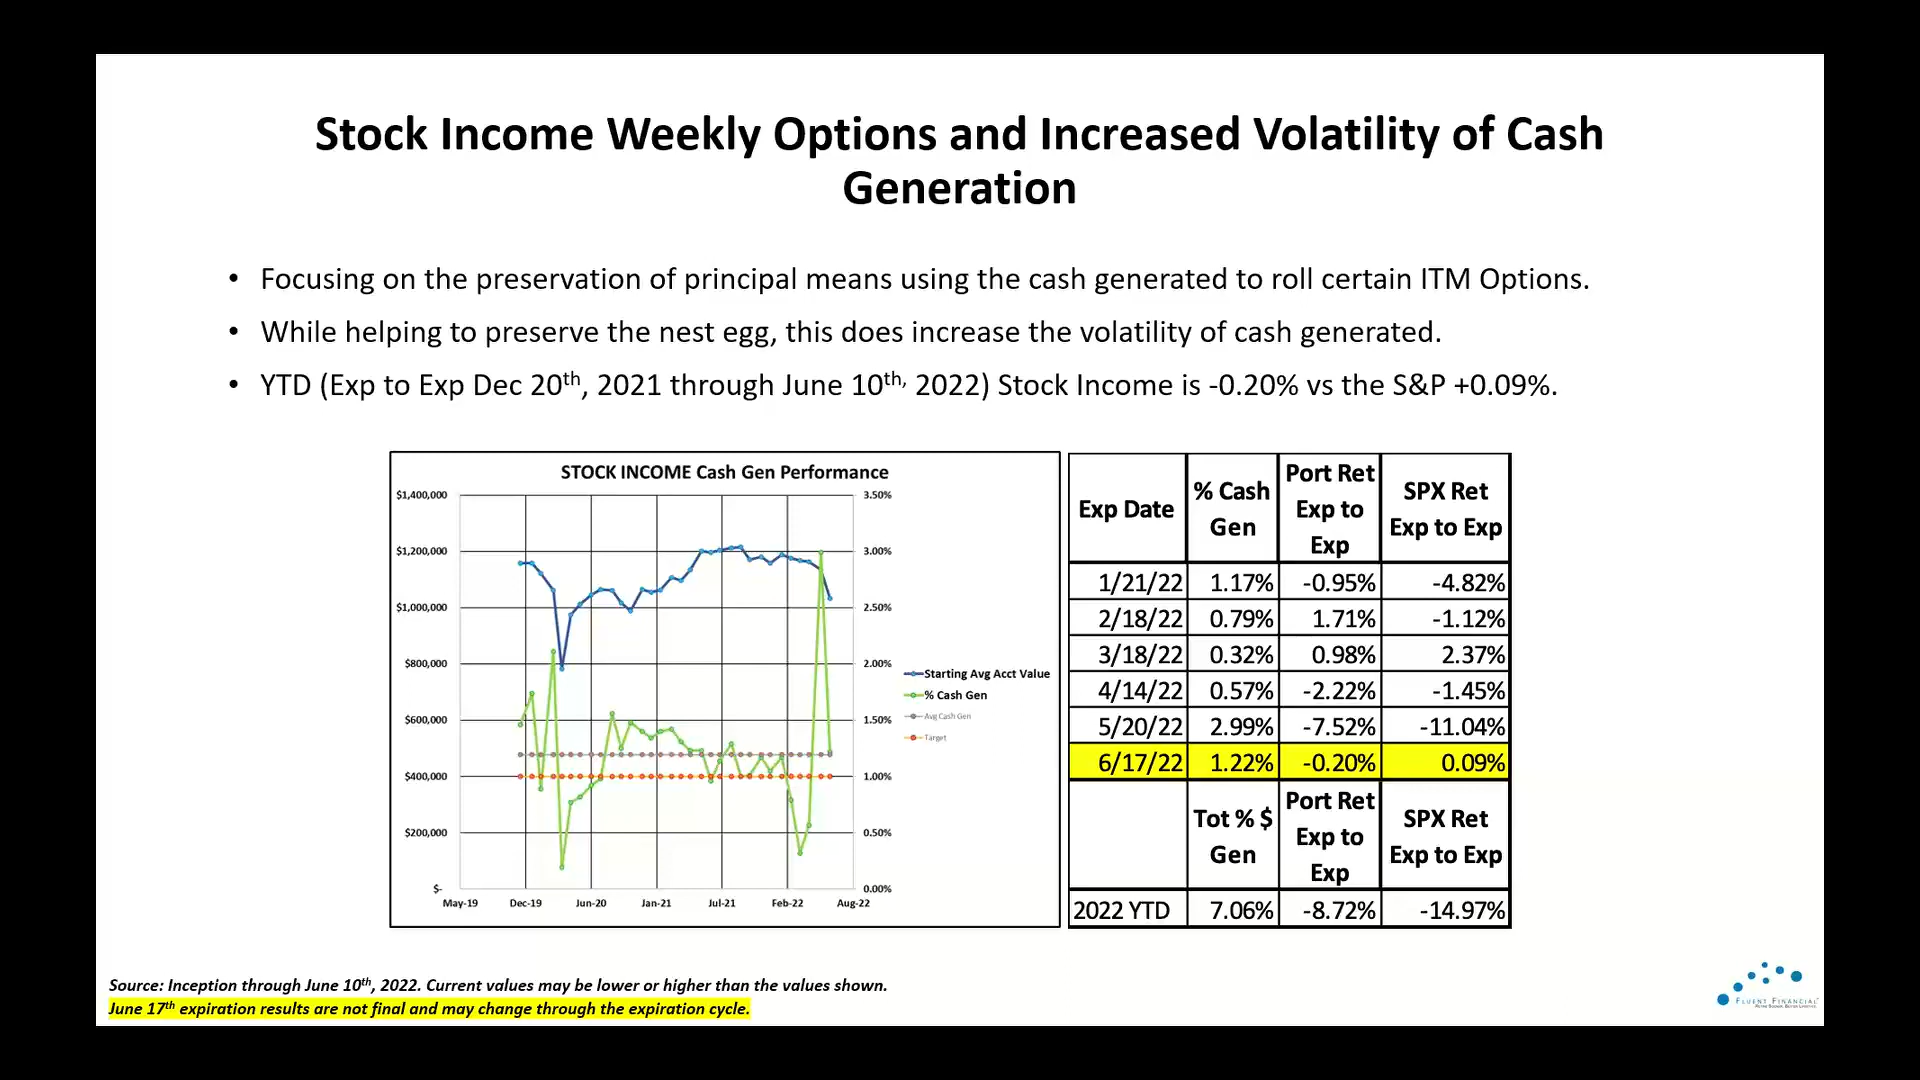 Stock Income Weekly Options and Increased Volatility of Cash
Generation
• Focusing on the preservation of principal means using the cash generated to roll certain ITM Options.
• While helping to preserve the nest egg, this does increase the volatility of cash generated.
• YTD (Exp to Exp Dec 20th, 2021 through June 10th, 2022) Stock Income is -0.20% vs the S&P +0.09%.
STOCK INCOME Cash Gen Performance
$1,400,000
$1,200,000
$1,000,000
$800,000
$600,000
$400,000
$200,000
$-
3.50%
3.00%
2.50%
2.00%
1.50%
1.00%
0.50%
0.00%
May-19 Dec-19 Jun-20 Jan-21 Jul-21 Feb-22 Aug-22
Starting Avg Acct Value
% Cash Gen
Avg Cash Gen
Target
Exp Date % Cash Gen Port Ret Exp to Exp SPX Ret Exp to Exp
1/21/22 1.17% -0.95% -4.82%
2/18/22 0.79% 1.71% -1.12%
3/18/22 0.32% 0.98% 2.37%
4/14/22 0.57% -2.22% -1.45%
5/20/22 2.99% -7.52% -11.04%
6/17/22 1.22% -0.20% 0.09%
Tot % $ Gen Port Ret Exp to Exp SPX Ret Exp to Exp
2022 YTD 7.06% -8.72% -14.97%
Source: Inception through June 10th, 2022. Current values may be lower or higher than the values shown.
June 17th expiration results are not final and may change through the expiration cycle.
FLUENT FINANCIAL